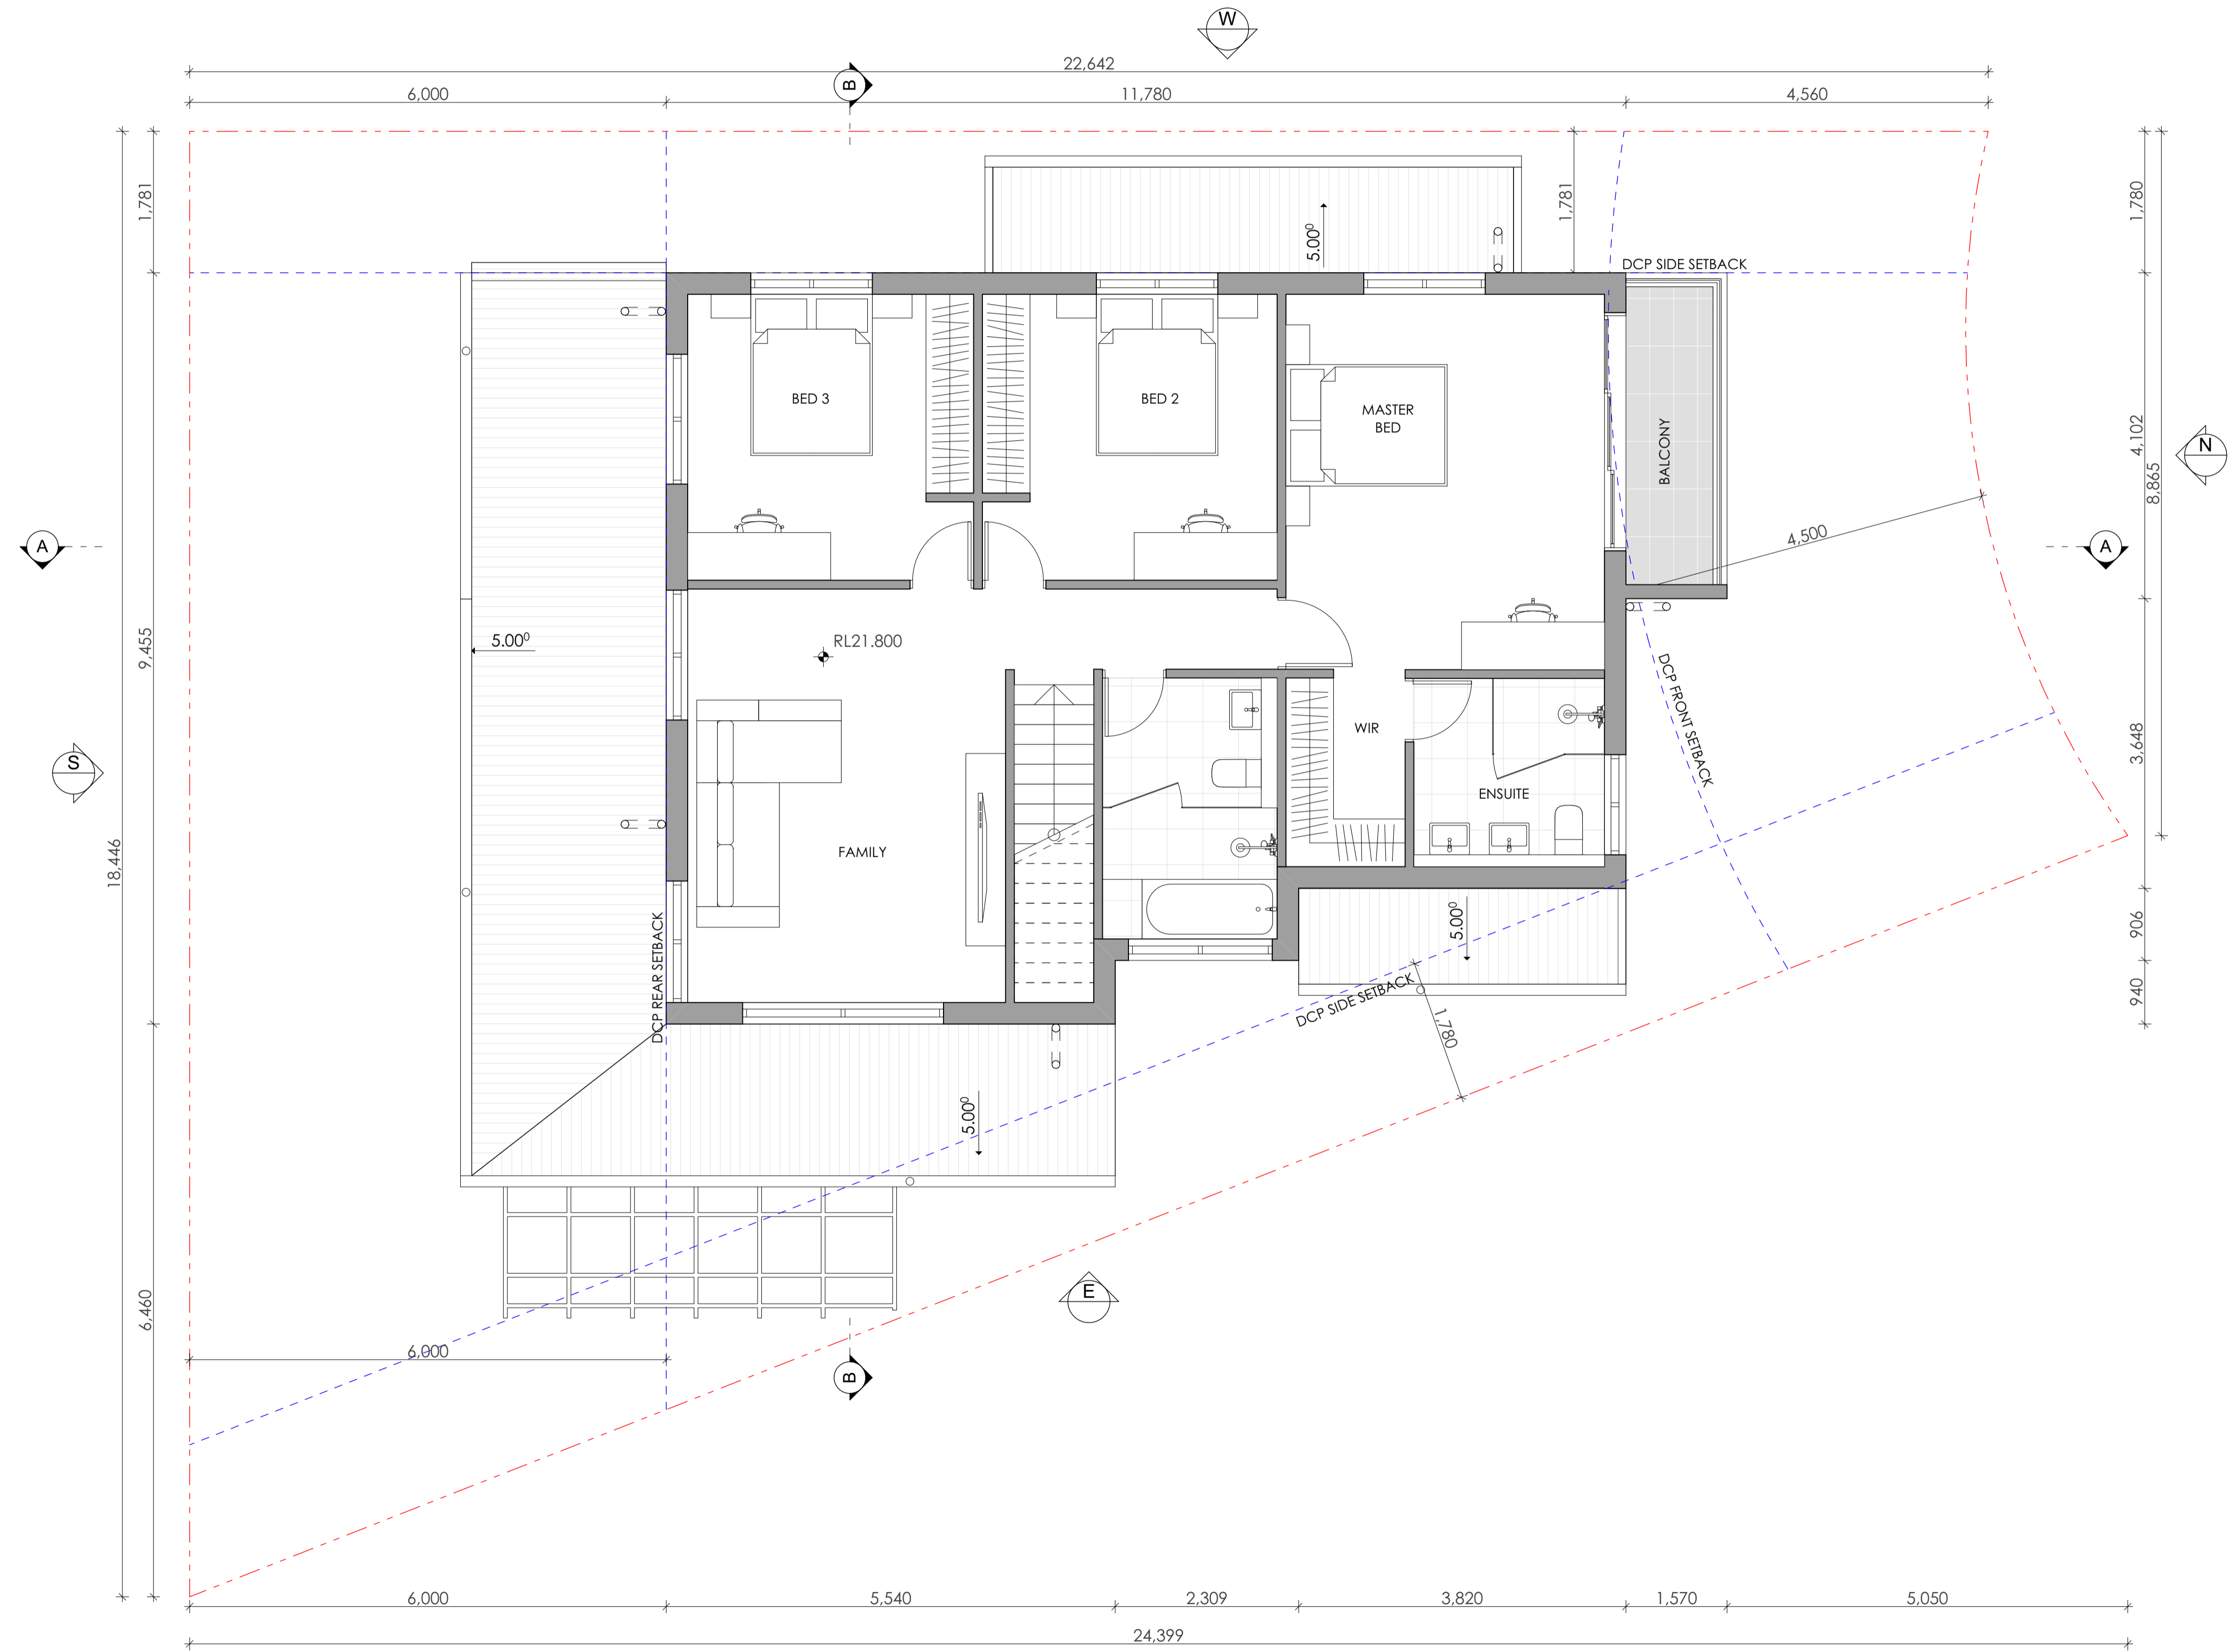 W
22,642
B
6,000
11,780
4,560
1,781
1,781
1,780
5.00⁰
DCP SIDE SETBACK
BED 3
BED 2
MASTER
BED
BALCONY
4,102
8,865
N
A
4,500
A
9,455
5.00⁰
RL21.800
DCP FRONT SETBACK
WIR
3,648
S
ENSUITE
18,446
FAMILY
5.00⁰
906
DCP REAR SETBACK
DCP SIDE SETBACK
940
1,780
5.00⁰
6,460
E
6,000
B
6,000
5,540
2,309
3,820
1,570
5,050
24,399